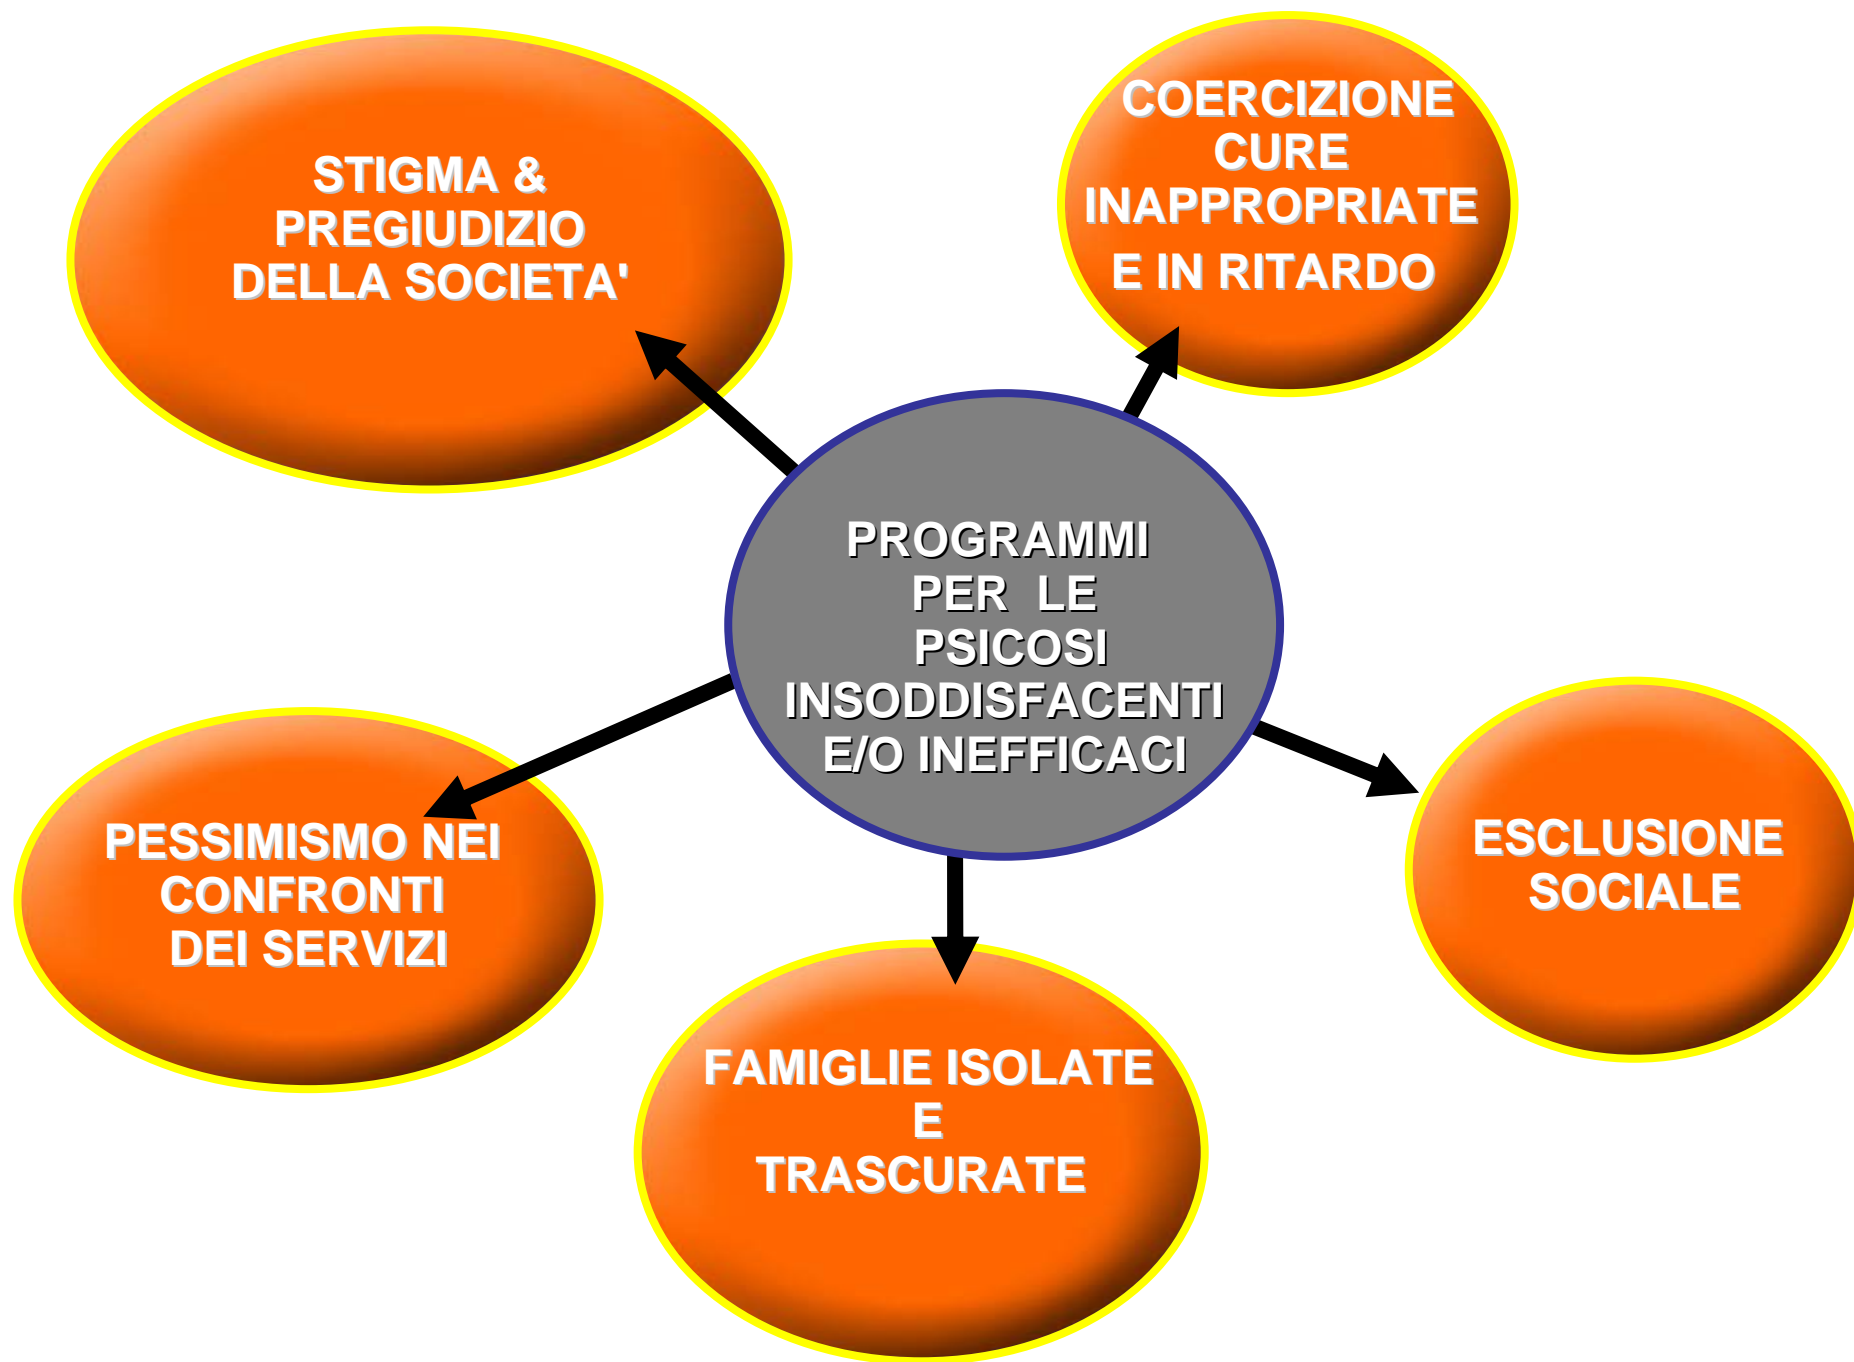 STIGMA &
PREGIUDIZIO
DELLA SOCIETA'
COERCIZIONE
CURE
INAPPROPRIATE
E IN RITARDO
PROGRAMMI
PER LE
PSICOSI
INSODDISFACENTI
E/O INEFFICACI
PESSIMISMO NEI
CONFRONTI
DEI SERVIZI
ESCLUSIONE
SOCIALE
FAMIGLIE ISOLATE
E
TRASCURATE